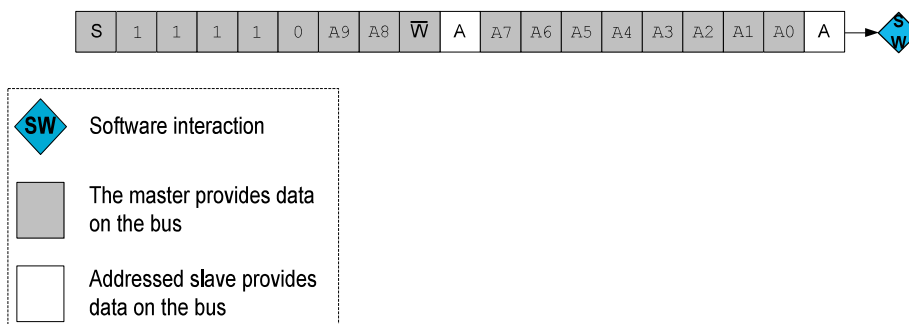 S 1 1 1 1 0 A9 A8 W̅ A A7 A6 A5 A4 A3 A2 A1 A0 A SW
SW Software interaction
The master provides data
on the bus
Addressed slave provides
data on the bus